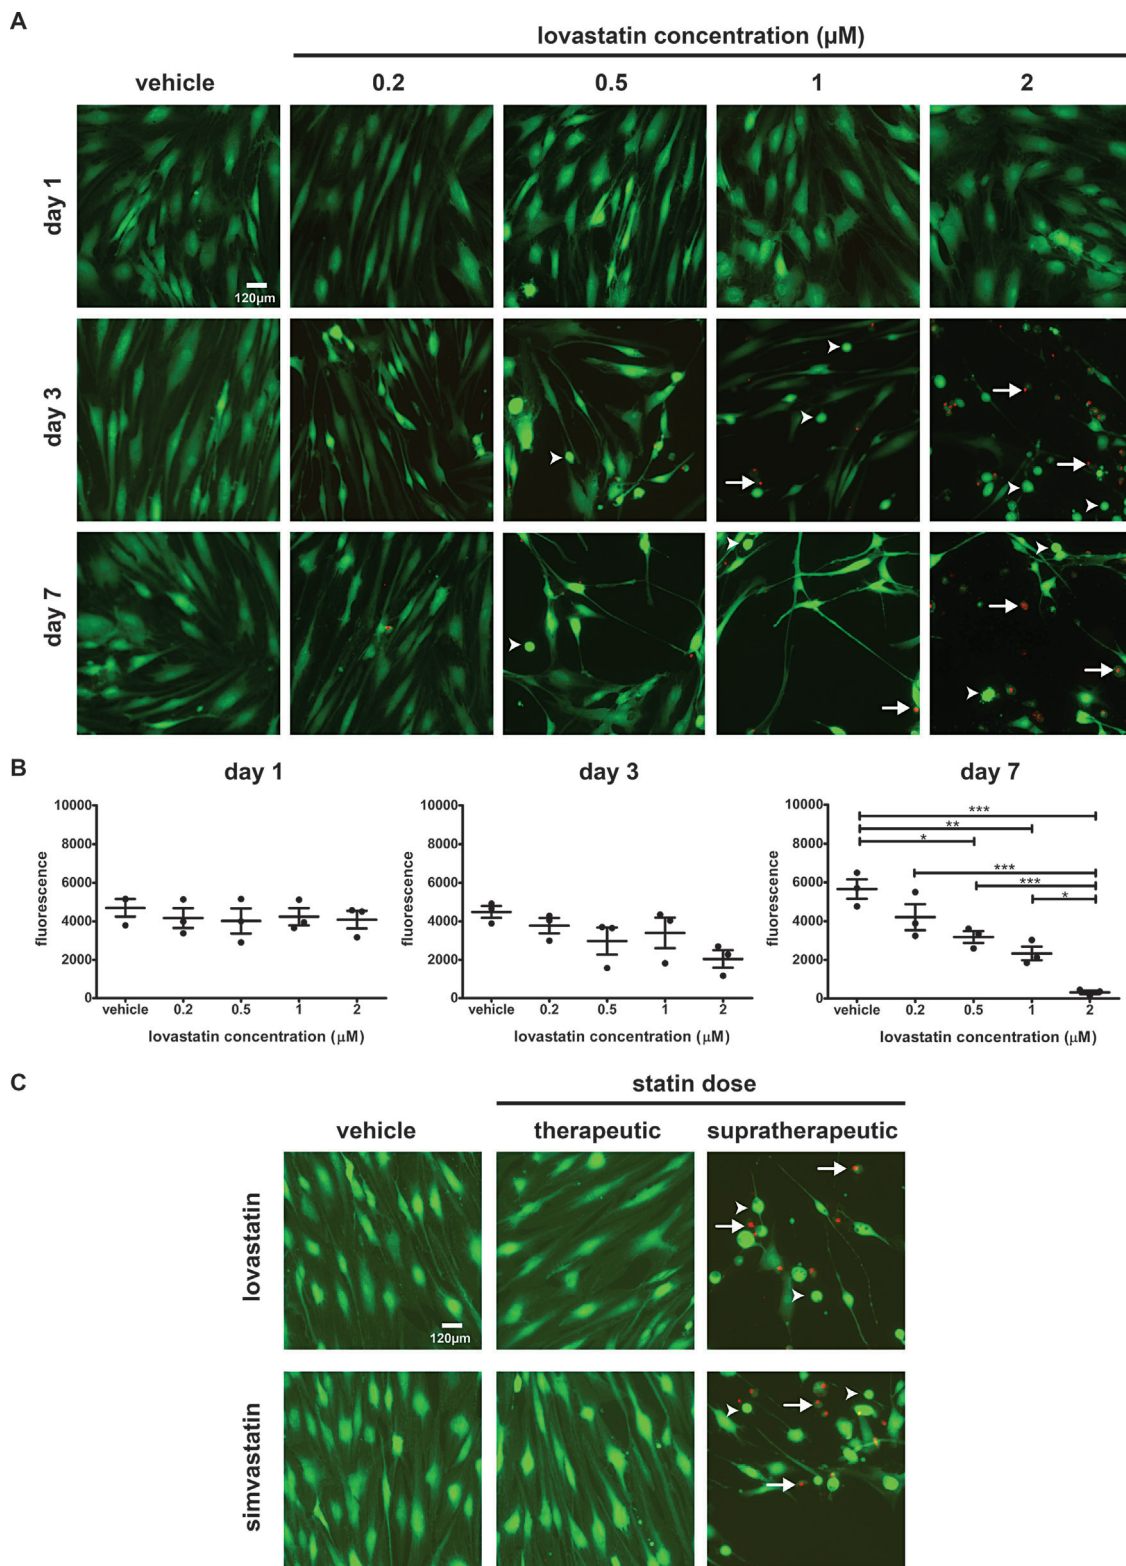 A
lovastatin concentration (µM)
vehicle 0.2 0.5 1 2
day 1
120µm
day 3
day 7
B
day 1 day 3 day 7
*** 
**
*
***
***
*
fluorescence fluorescence fluorescence
10000 10000 10000
8000 8000 8000
6000 6000 6000
4000 4000 4000
2000 2000 2000
0 0 0
vehicle 0.2 0.5 1 2 vehicle 0.2 0.5 1 2 vehicle 0.2 0.5 1 2
lovastatin concentration (µM) lovastatin concentration (µM) lovastatin concentration (µM)
C
statin dose
vehicle therapeutic supratherapeutic
lovastatin
120µm
simvastatin